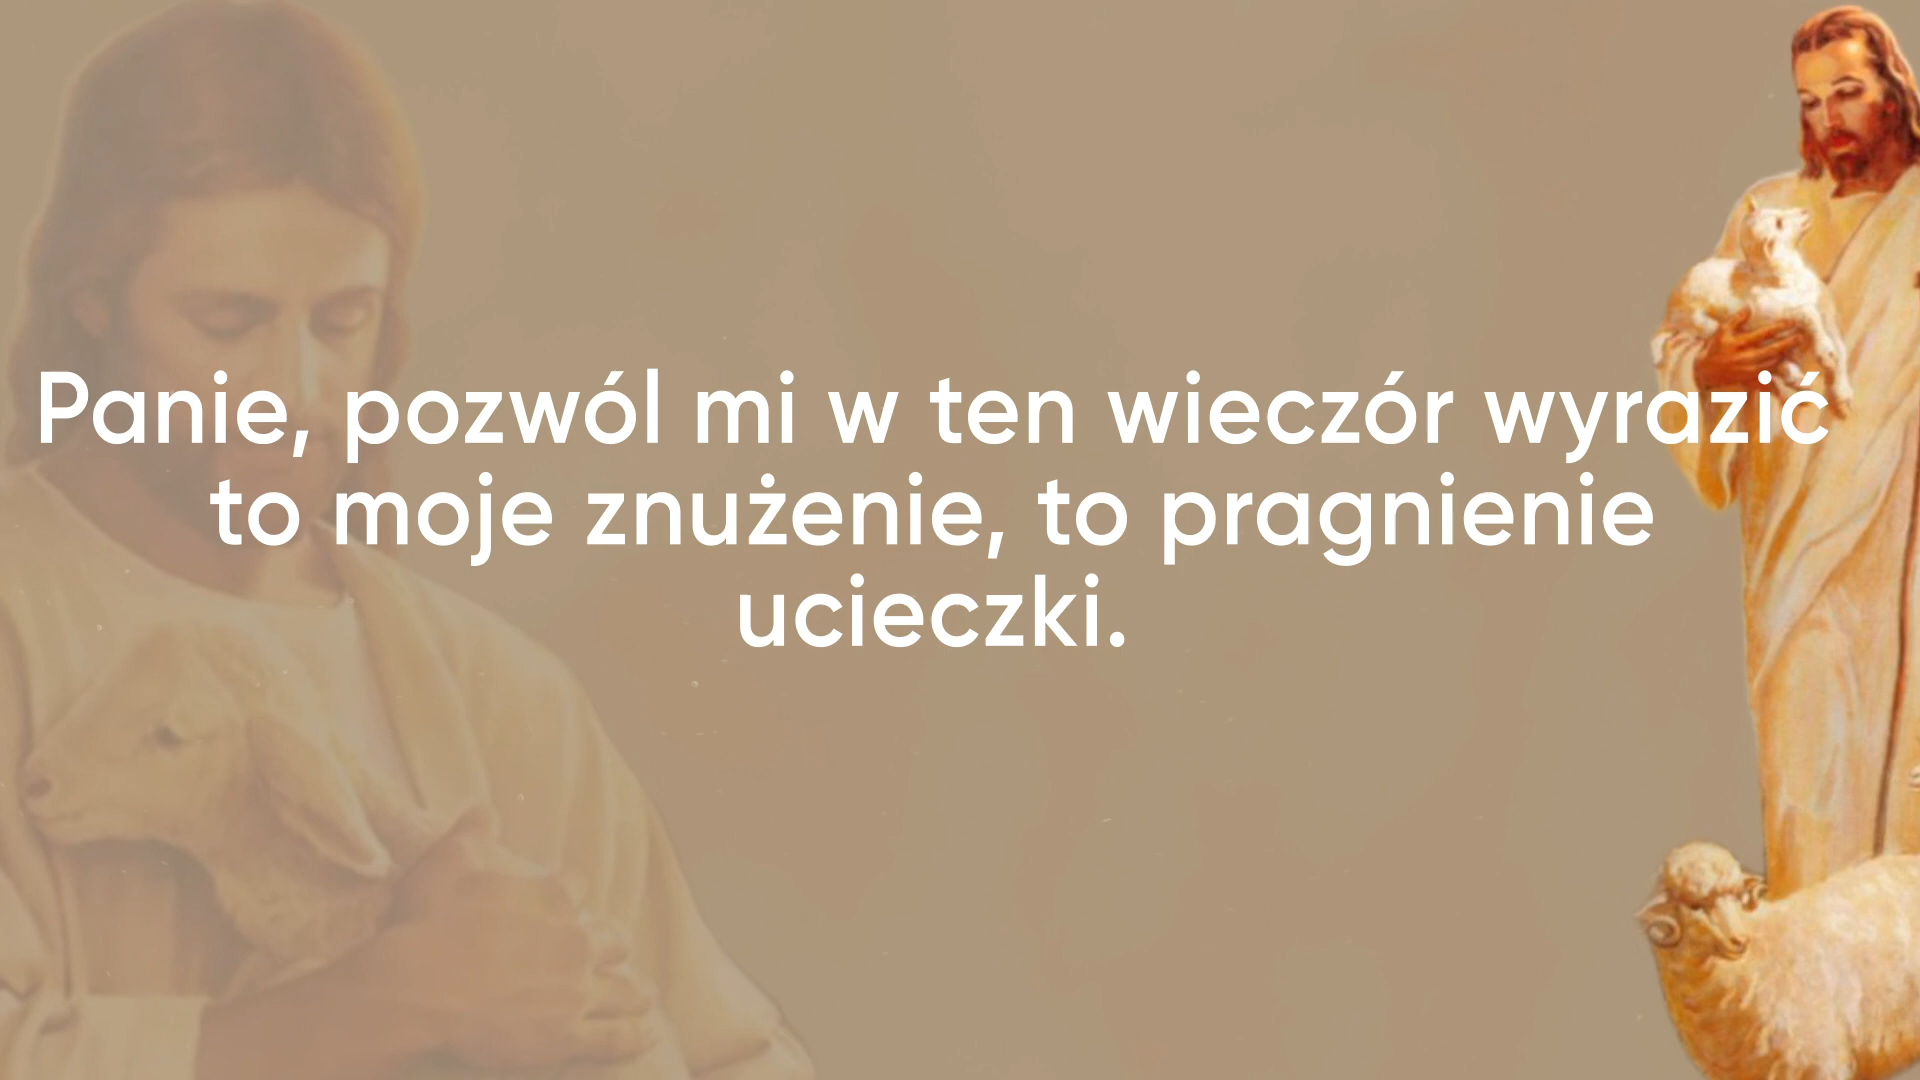 Panie, pozwól mi w ten wieczór wyrazić
to moje znużenie, to pragnienie
ucieczki.